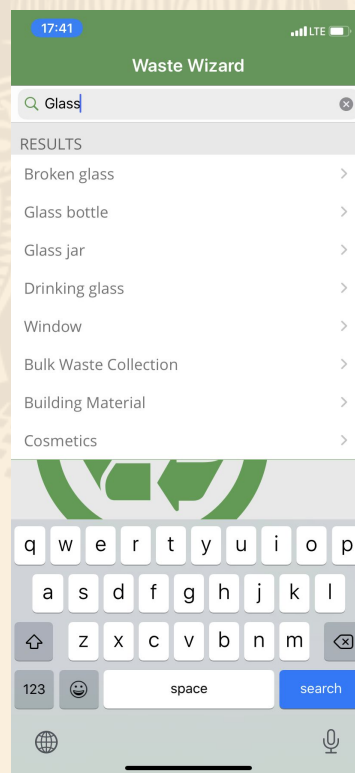 17:41
LTE
Waste Wizard
Glass
RESULTS
Broken glass
Glass bottle
Glass jar
Drinking glass
Window
Bulk Waste Collection
Building Material
Cosmetics
q w e r t y u i o p
a s d f g h j k l
z x c v b n m
123 space search